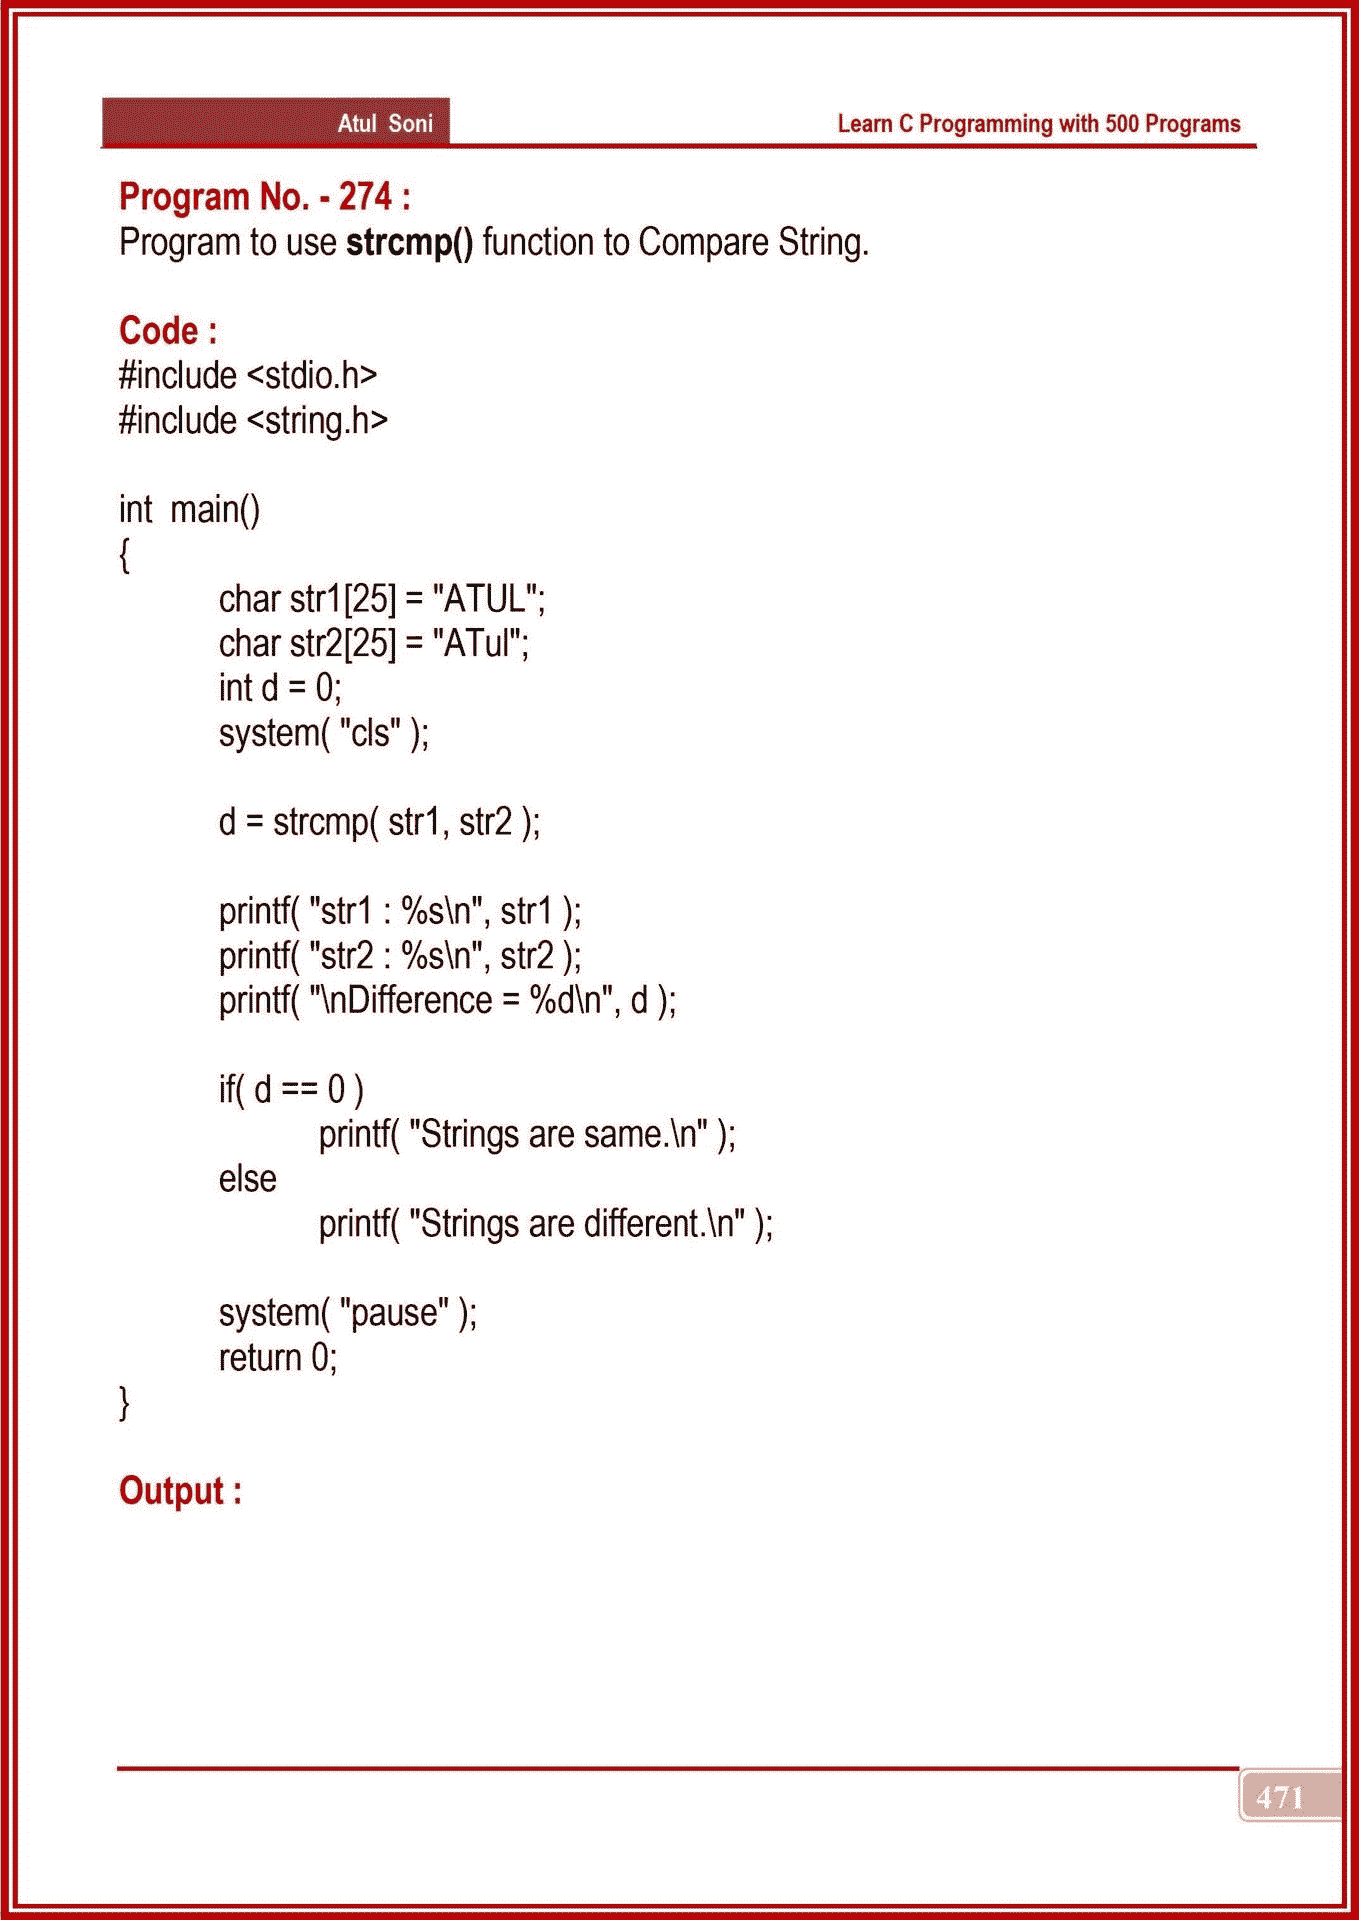 Atul  Soni
Learn C Programming with 500 Programs
Program No. - 274 :
Program to use strcmp() function to Compare String.
Code :
#include <stdio.h>
#include <string.h>
int  main()
{
char str1[25] = "ATUL";
char str2[25] = "ATul";
int d = 0;
system( "cls" );
d = strcmp( str1, str2 );
printf( "str1 : %s\n", str1 );
printf( "str2 : %s\n", str2 );
printf( "\nDifference = %d\n", d );
if( d == 0 )
printf( "Strings are same.\n" );
else
printf( "Strings are different.\n" );
system( "pause" );
return 0;
}
Output :
471